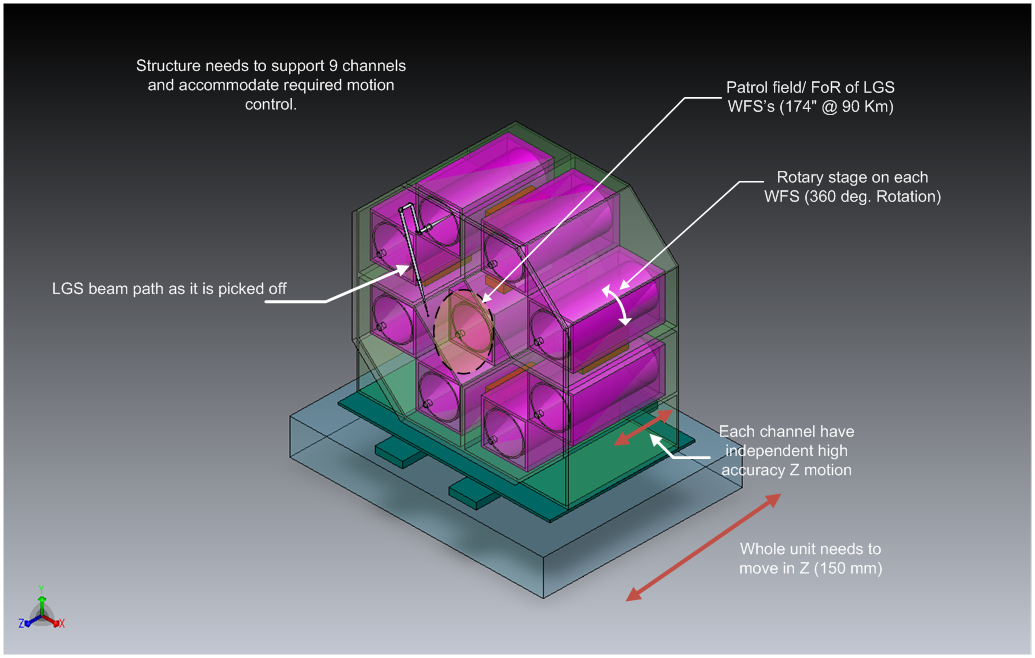 Structure needs to support 9 channels
and accommodate required motion
control.
Patrol field/ FoR of LGS
WFS's (174" @ 90 Km)
Rotary stage on each
WFS (360 deg. Rotation)
LGS beam path as it is picked off
Each channel have
independent high
accuracy Z motion
Whole unit needs to
move in Z (150 mm)
Y
Z
X